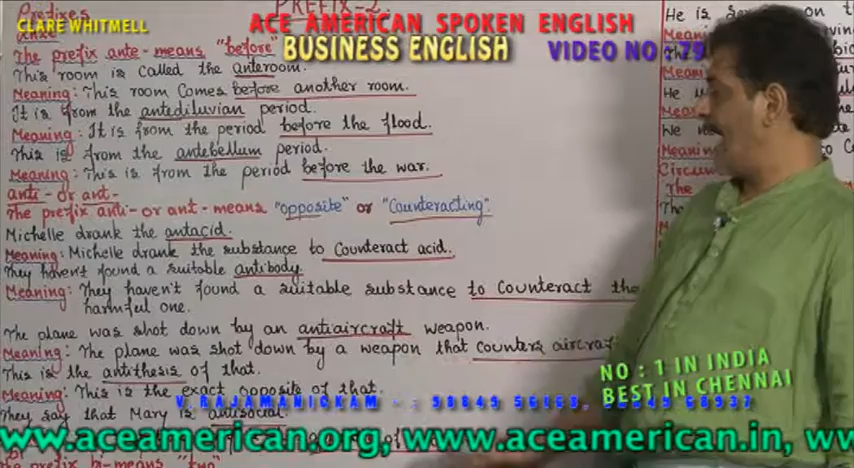 Prefixes
CLARE WHITMELL
PREFIX-2
ACE AMERICAN SPOKEN ENGLISH
BUSINESS ENGLISH
VIDEO NO : 79
The prefix ante- means "before"
This room is called the anteroom.
Meaning: This room comes before another room.
It is from the antediluvian period.
Meaning: It is from the period before the flood.
This is from the antebellum period.
Meaning: This is from the period before the war.
anti- or ant-
The prefix anti- or ant- means "opposite" or "Counteracting".
Michelle drank the antacid.
Meaning: Michelle drank the substance to counteract acid.
They haven't found a suitable antibody.
Meaning: They haven't found a suitable substance to counteract the
harmful one.
The plane was shot down by an antiaircraft weapon.
Meaning: The plane was shot down by a weapon that counters
This is the antithesis of that.
Meaning: This is the exact opposite of that.
They say that Mary is antisocial.
He is
Meaning
He
Meaning
We
NO : 1 IN INDIA
BEST IN CHENNAI
V.RAJAMANICKAM - :
www.aceamerican.org, www.aceamerican.in,
prefix bi- means "two"